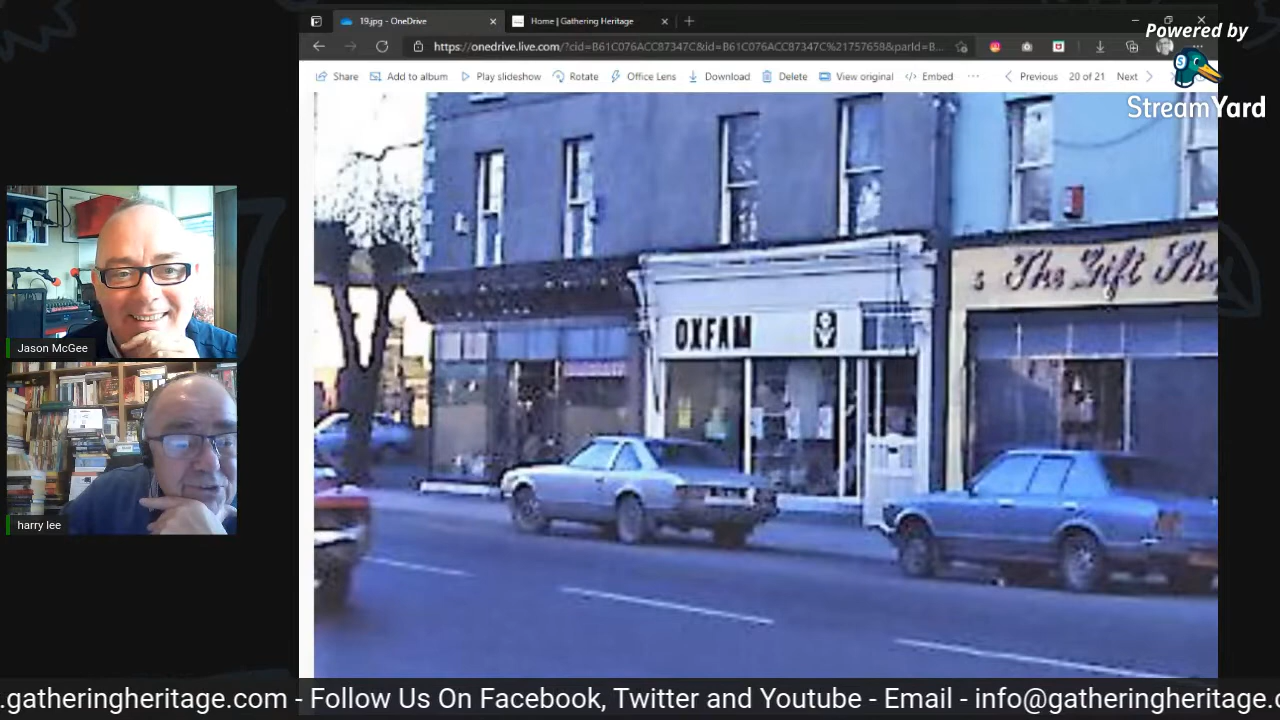 19.jpg - OneDrive
Home | Gathering Heritage
https://onedrive.live.com/?cid=B61C076ACC87347C&id=B61C076ACC87347C%21757658&parId=B...
Share
Add to album
Play slideshow
Rotate
Office Lens
Download
Delete
View original
Embed
Previous
20 of 21
Next
Powered by
StreamYard
OXFAM
The Gift Sho
Jason McGee
harry lee
.gatheringheritage.com - Follow Us On Facebook, Twitter and Youtube - Email - info@gatheringheritage.c